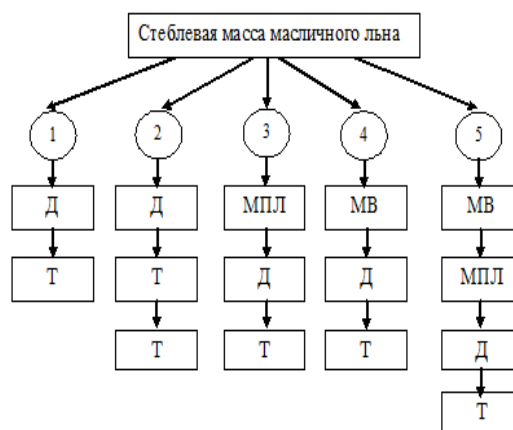 Стеблевая масса масличного льна
1 2 3 4 5
Д Д МПЛ МВ МВ
Т Т Д Д МПЛ
Т Т Т Д
Т